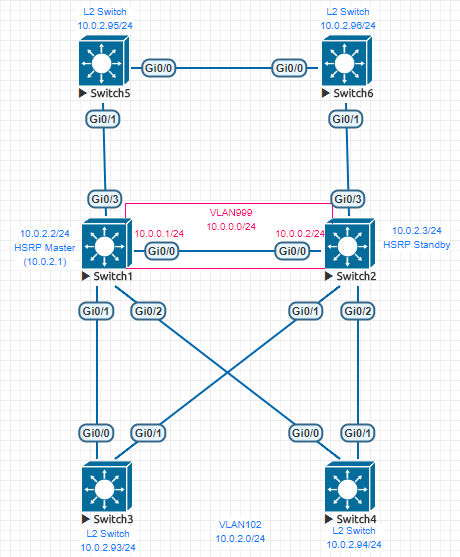 L2 Switch
10.0.2.95/24
L2 Switch
10.0.2.96/24
Gi0/0
Gi0/0
Switch5
Switch6
Gi0/1
Gi0/1
Gi0/3
Gi0/3
VLAN999
10.0.0.0/24
10.0.2.2/24
HSRP Master
(10.0.2.1)
10.0.0.1/24
10.0.0.2/24
10.0.2.3/24
HSRP Standby
Gi0/0
Gi0/0
Switch1
Switch2
Gi0/1
Gi0/2
Gi0/1
Gi0/2
Gi0/0
Gi0/1
Gi0/0
Gi0/1
Switch3
Switch4
L2 Switch
10.0.2.93/24
VLAN102
10.0.2.0/24
L2 Switch
10.0.2.94/24